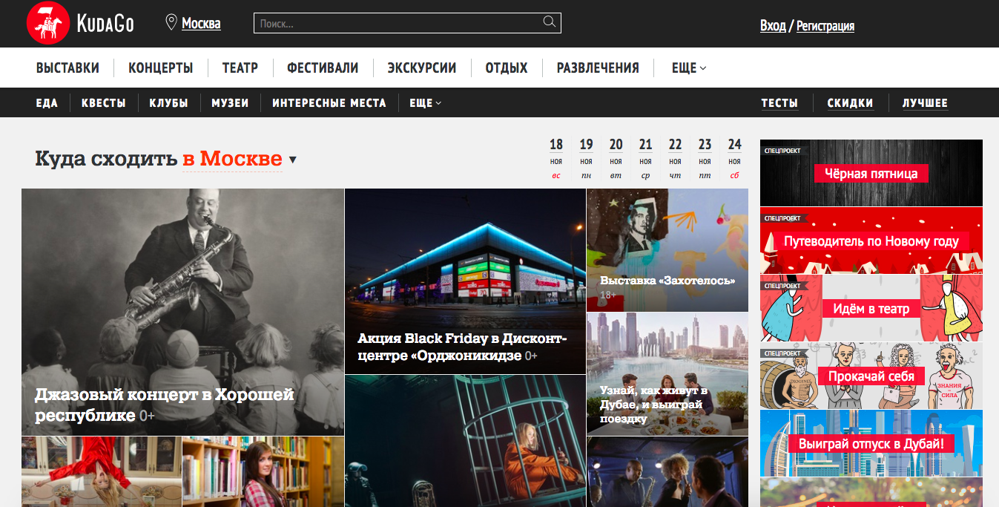 KUDAGO
Москва
Поиск...
Вход / Регистрация
ВЫСТАВКИ
КОНЦЕРТЫ
ТЕАТР
ФЕСТИВАЛИ
ЭКСКУРСИИ
ОТДЫХ
РАЗВЛЕЧЕНИЯ
ЕЩЕ
ЕДА
КВЕСТЫ
КЛУБЫ
МУЗЕИ
ИНТЕРЕСНЫЕ МЕСТА
ЕЩЕ
ТЕСТЫ
СКИДКИ
ЛУЧШЕЕ
Куда сходить в Москве
18 19 20 21 22 23 24
ноя ноя ноя ноя ноя ноя ноя
вс пн вт ср чт пт сб
Джазовый концерт в Хорошей
республике 0+
Акция Black Friday в Дисконт-
центре «Орджоникидзе 0+
Выставка «Захотелось»
18+
Узнай, как живут в
Дубае, и выиграй
поездку
СПЕЦПРОЕКТ
Чёрная пятница
СПЕЦПРОЕКТ
Путеводитель по Новому году
СПЕЦПРОЕКТ
Идём в театр
СПЕЦПРОЕКТ
Прокачай себя
DIOGENES
ЗНАНИЯ
–
СИЛА
Выиграй отпуск в Дубай!